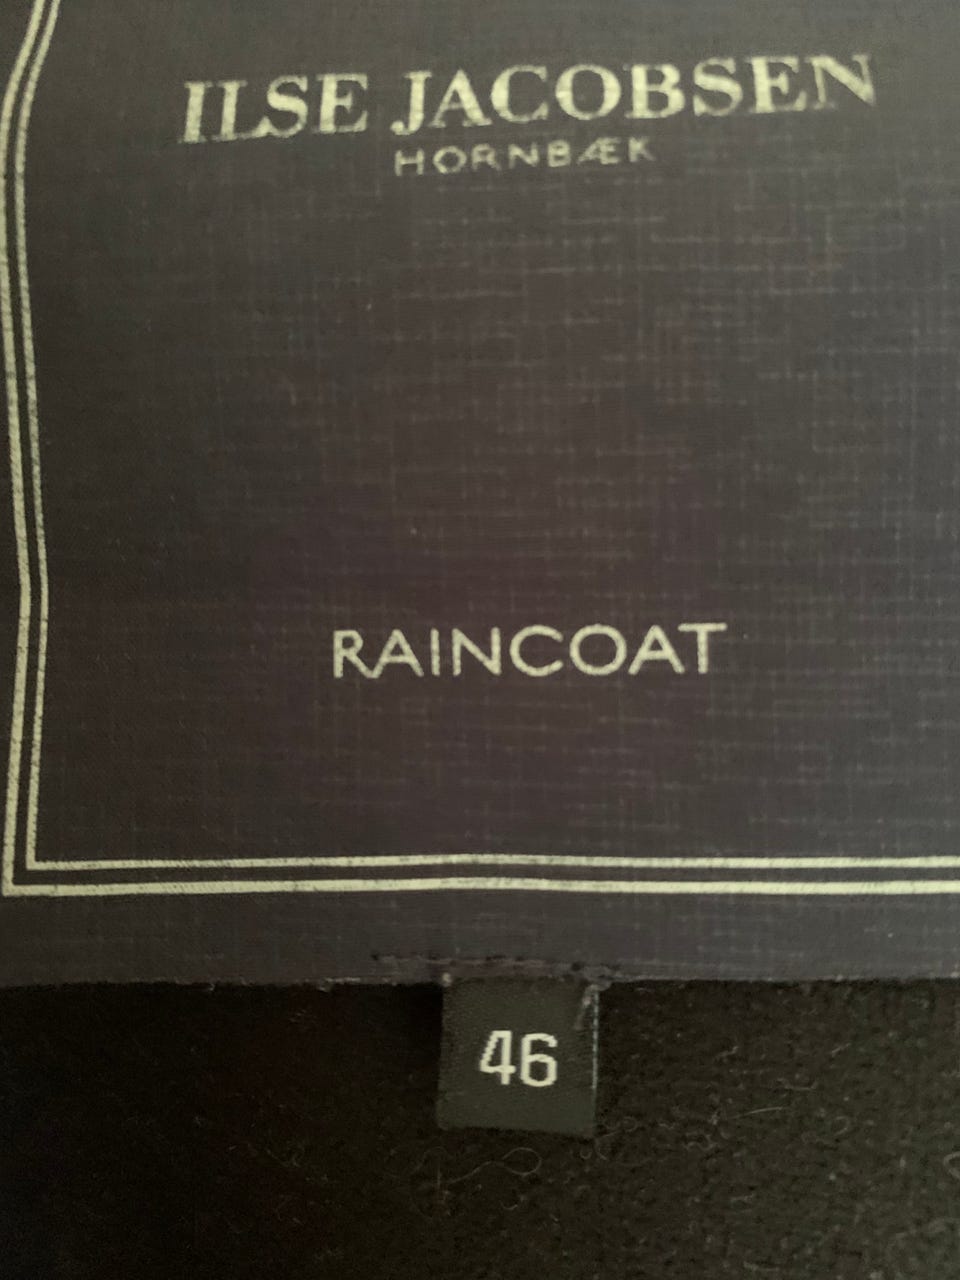 ILSE JACOBSEN
HORNBÆK
RAINCOAT
46